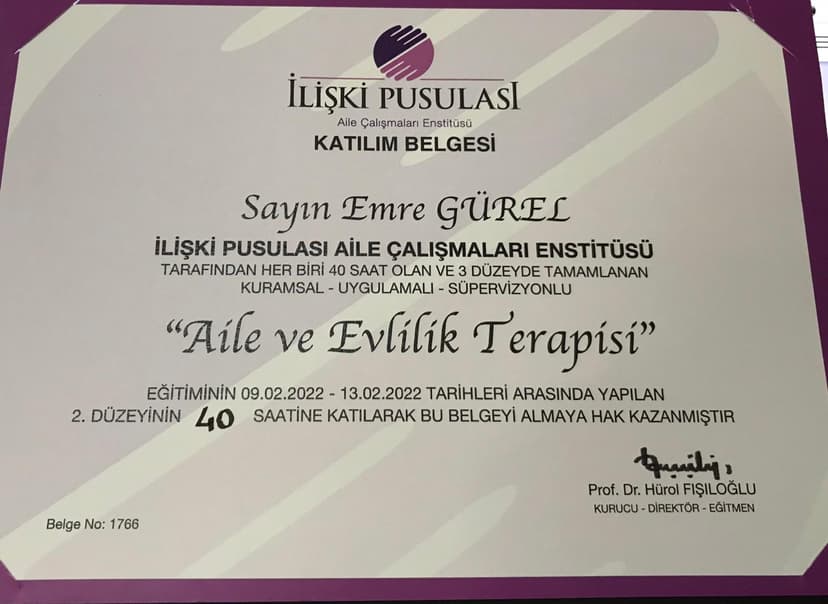 İLİŞKİ PUSULASI
Aile Çalışmaları Enstitüsü
KATILIM BELGESİ
Sayın Emre GÜREL
İLİŞKİ PUSULASI AİLE ÇALIŞMALARI ENSTİTÜSÜ
TARAFINDAN HER BİRİ 40 SAAT OLAN VE 3 DÜZEYDE TAMAMLANAN
KURAMSAL - UYGULAMALI - SÜPERVİZYONLU
“Aile ve Evlilik Terapisi”
EĞİTİMİNİN 09.02.2022 - 13.02.2022 TARİHLERİ ARASINDA YAPILAN
2. DÜZEYİNİN 40 SAATİNE KATILARAK BU BELGEYİ ALMAYA HAK KAZANMIŞTIR
Prof. Dr. Hürol FIŞILOĞLU
KURUCU - DİREKTÖR - EĞİTMEN
Belge No: 1766